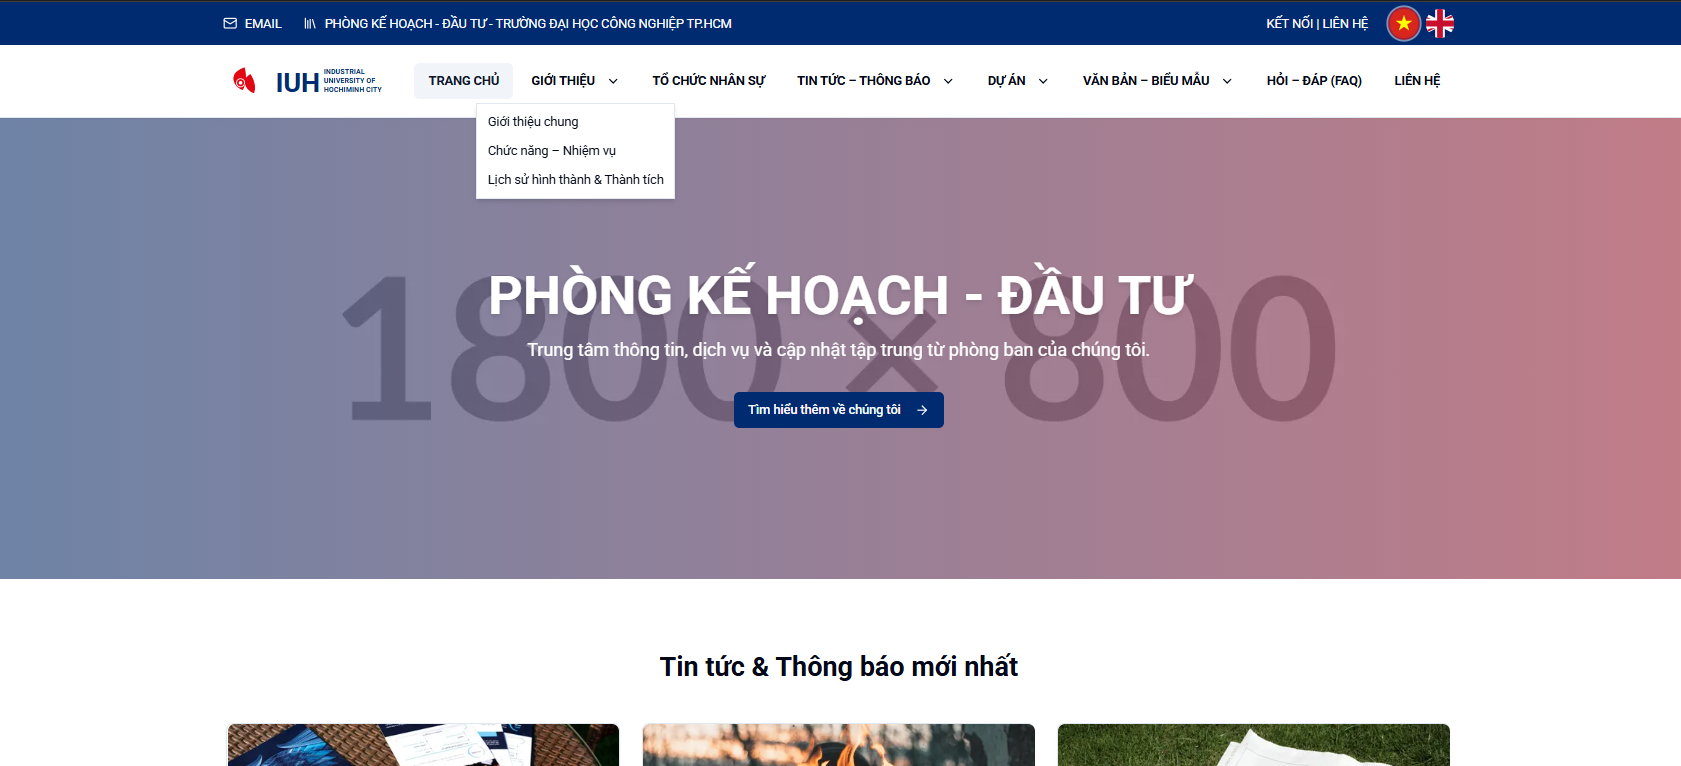 EMAIL PHÒNG KẾ HOẠCH - ĐẦU TƯ - TRƯỜNG ĐẠI HỌC CÔNG NGHIỆP TP.HCM KẾT NỐI | LIÊN HỆ
IUH INDUSTRIAL
UNIVERSITY OF
HOCHIMINH CITY
TRANG CHỦ GIỚI THIỆU TỔ CHỨC NHÂN SỰ TIN TỨC – THÔNG BÁO DỰ ÁN VĂN BẢN – BIỂU MẪU HỎI – ĐÁP (FAQ) LIÊN HỆ
Giới thiệu chung
Chức năng – Nhiệm vụ
Lịch sử hình thành & Thành tích
1800 × 800
PHÒNG KẾ HOẠCH - ĐẦU TƯ
Trung tâm thông tin, dịch vụ và cập nhật tập trung từ phòng ban của chúng tôi.
Tìm hiểu thêm về chúng tôi
Tin tức & Thông báo mới nhất